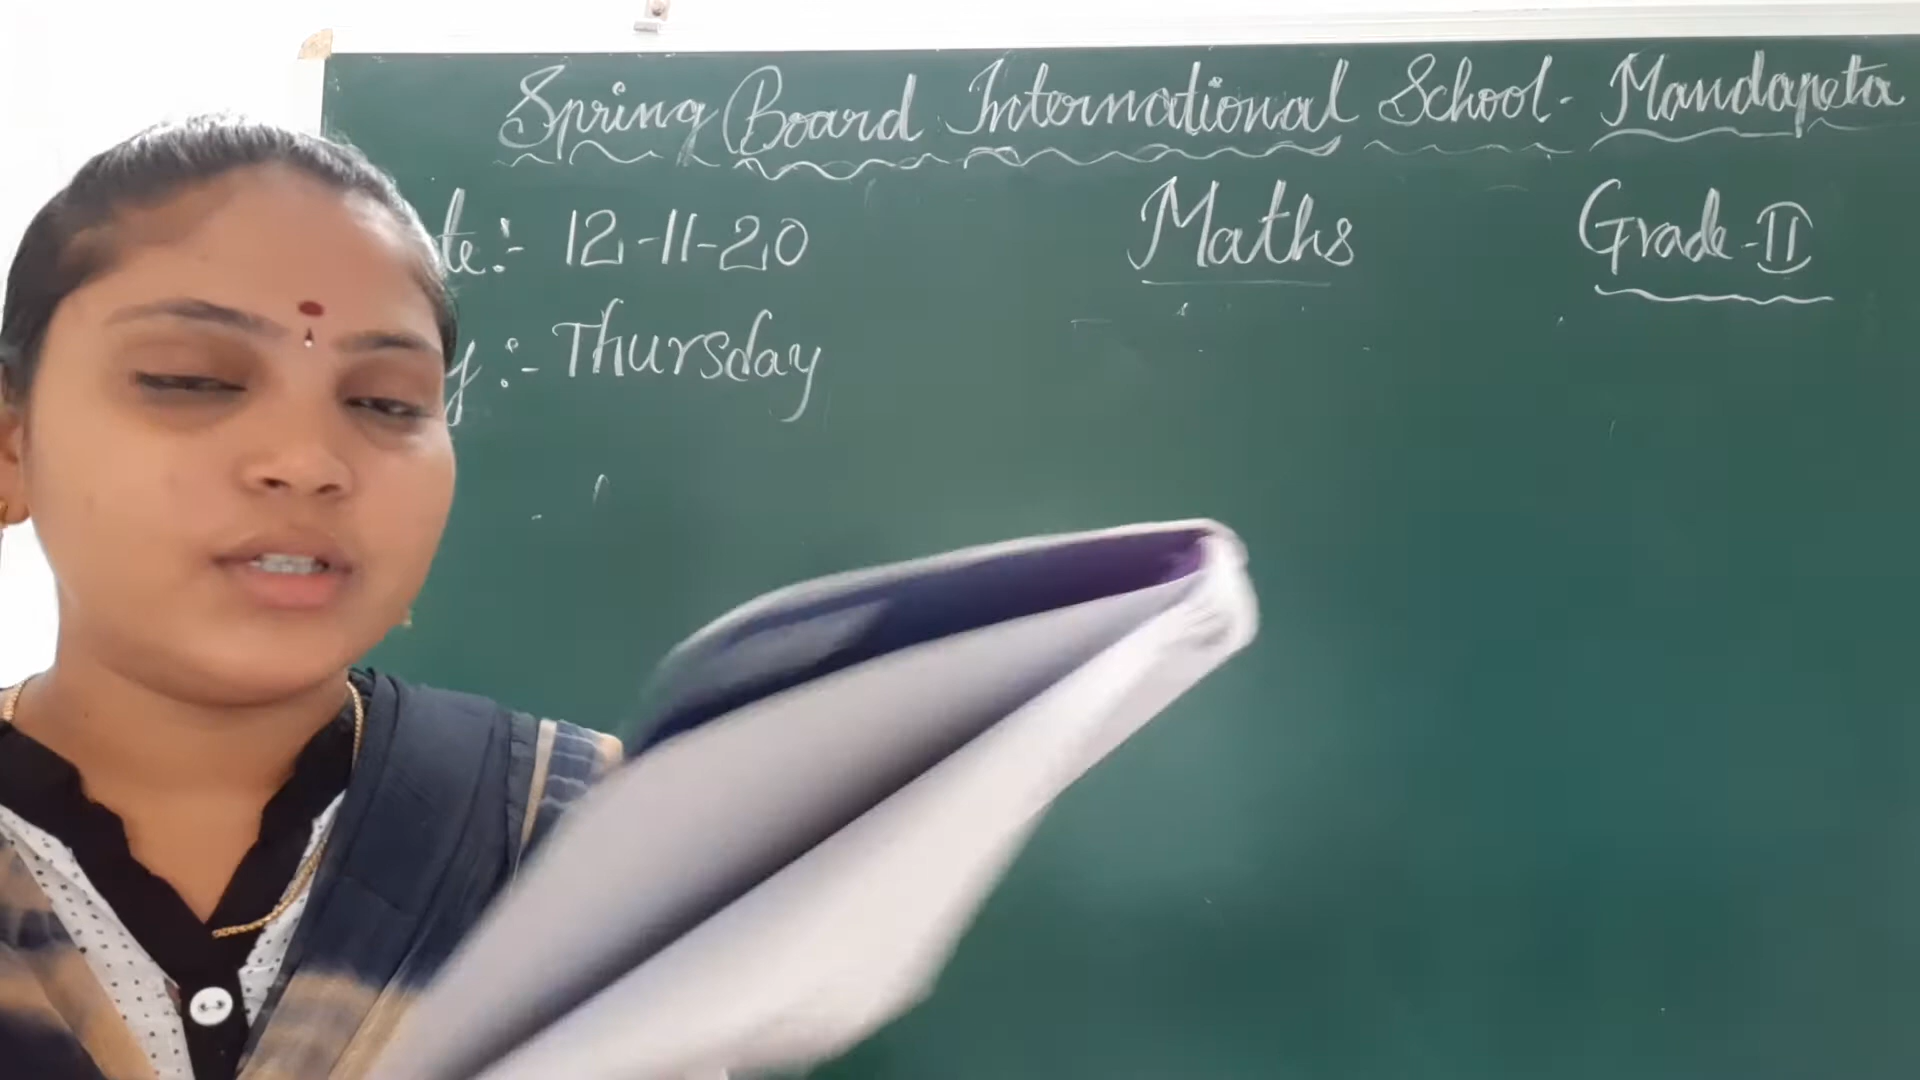 Spring Board International School - Mandapeta
te:- 12-11-20 Maths Grade-II
y:- Thursday